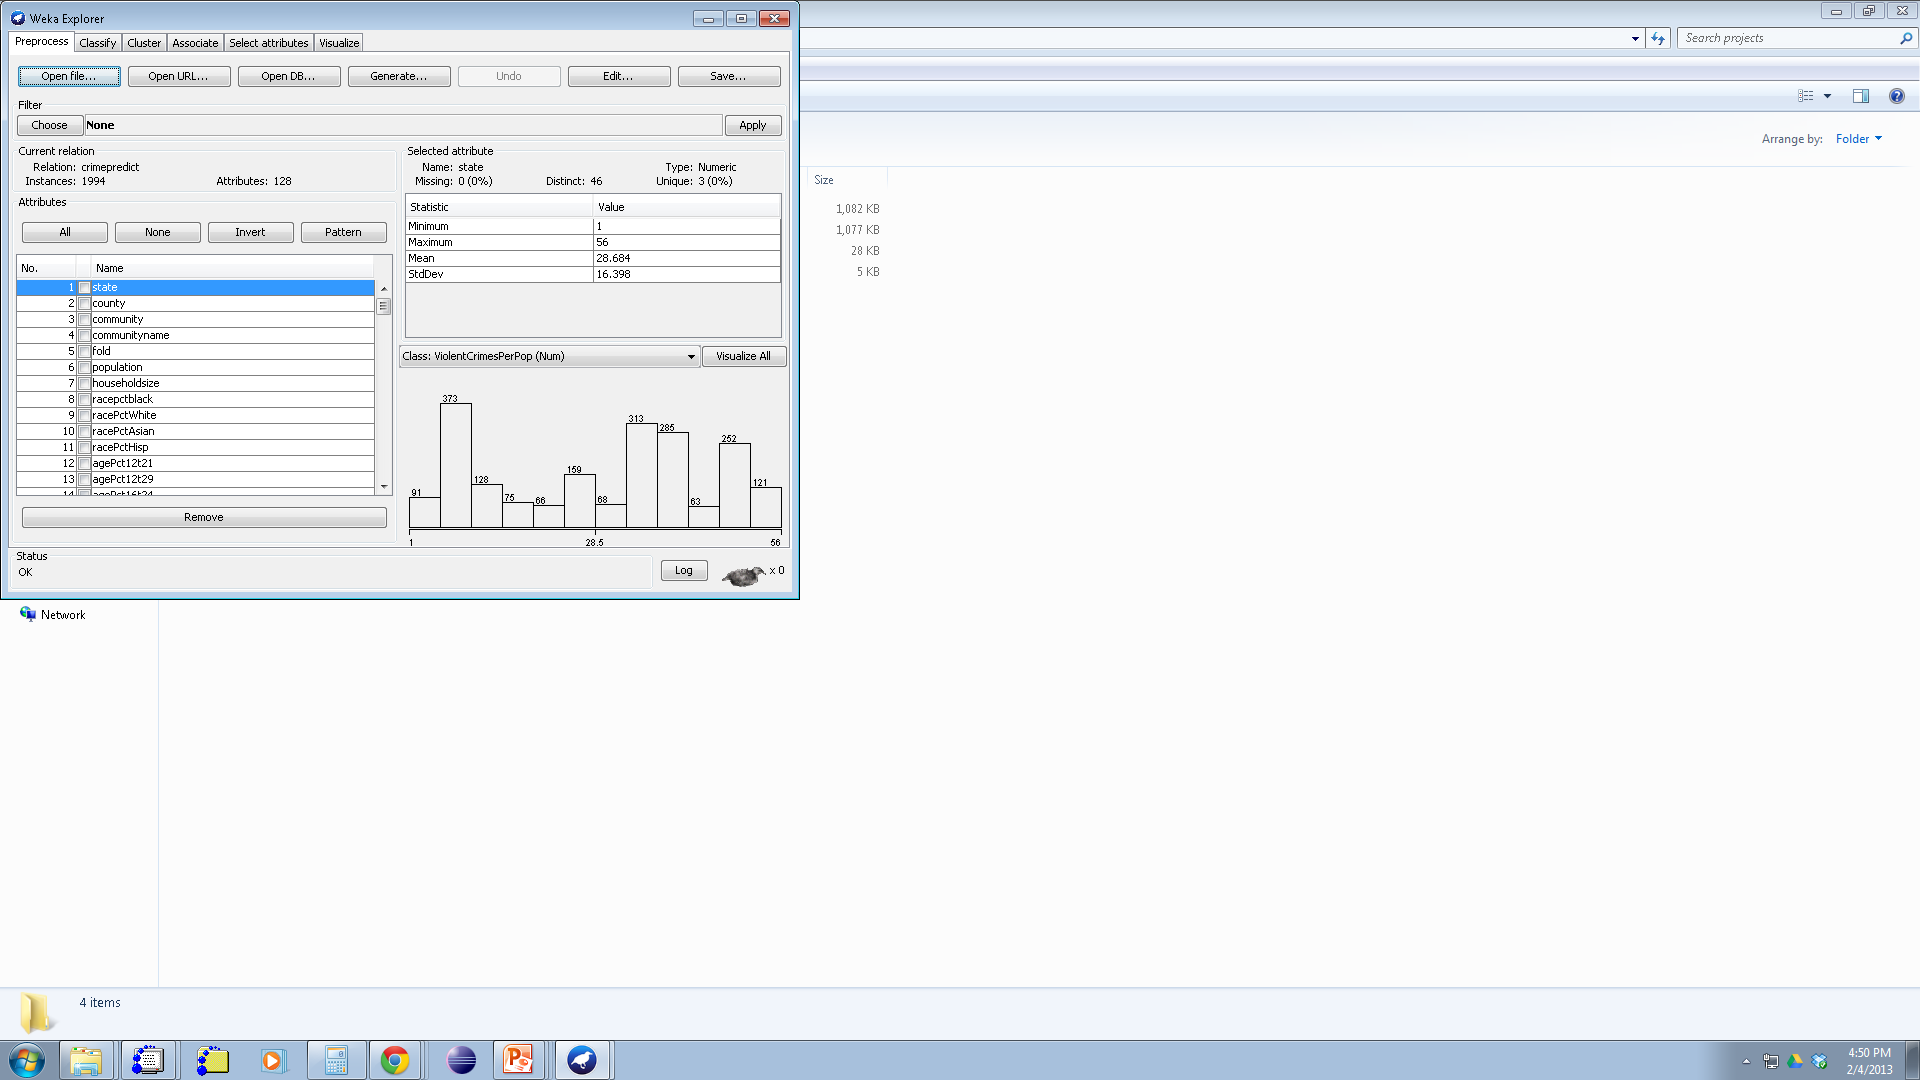 Weka Explorer
Preprocess Classify Cluster Associate Select attributes Visualize
Open file... Open URL... Open DB... Generate... Undo Edit... Save...
Filter
Choose None Apply
Current relation
Relation: crimepredict
Instances: 1994 Attributes: 128
Attributes
All None Invert Pattern
No. Name
1 state
2 county
3 community
4 communityname
5 fold
6 population
7 householdsize
8 racepctblack
9 racePctWhite
10 racePctAsian
11 racePctHisp
12 agePct12t21
13 agePct12t29
14 agePct16t24
Remove
Selected attribute
Name: state Type: Numeric
Missing: 0 (0%) Distinct: 46 Unique: 3 (0%)
Statistic Value
Minimum 1
Maximum 56
Mean 28.684
StdDev 16.398
Class: ViolentCrimesPerPop (Num) Visualize All
91 373 128 75 66 159 68 313 285 63 252 121
1 28.5 56
Status
OK
Log x 0
Search projects
Arrange by: Folder
Size
1,082 KB
1,077 KB
28 KB
5 KB
Network
4 items
4:50 PM
2/4/2013